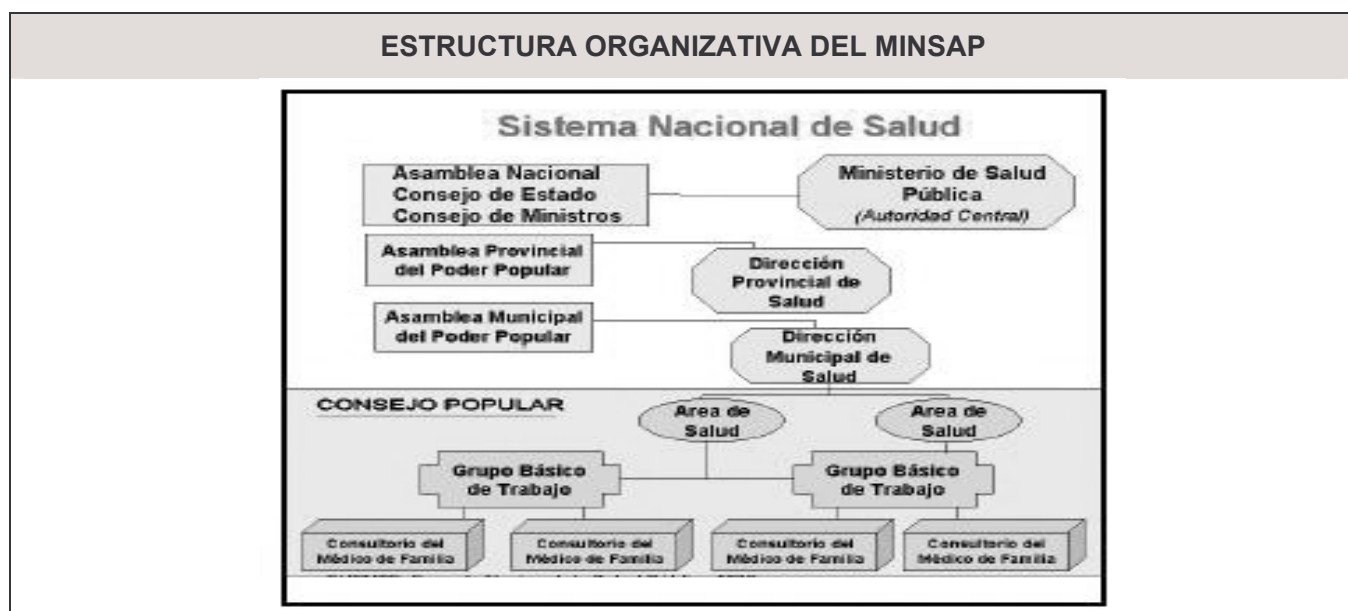 ESTRUCTURA ORGANIZATIVA DEL MINSAP
Sistema Nacional de Salud
Asamblea Nacional
Consejo de Estado
Consejo de Ministros
Ministerio de Salud
Pública
(Autoridad Central)
Asamblea Provincial
del Poder Popular
Dirección
Provincial de
Salud
Asamblea Municipal
del Poder Popular
Dirección
Municipal de
Salud
CONSEJO POPULAR
Area de
Salud
Area de
Salud
Grupo Básico
de Trabajo
Grupo Básico
de Trabajo
Consultorio del
Médico de Familia
Consultorio del
Médico de Familia
Consultorio del
Médico de Familia
Consultorio del
Médico de Familia